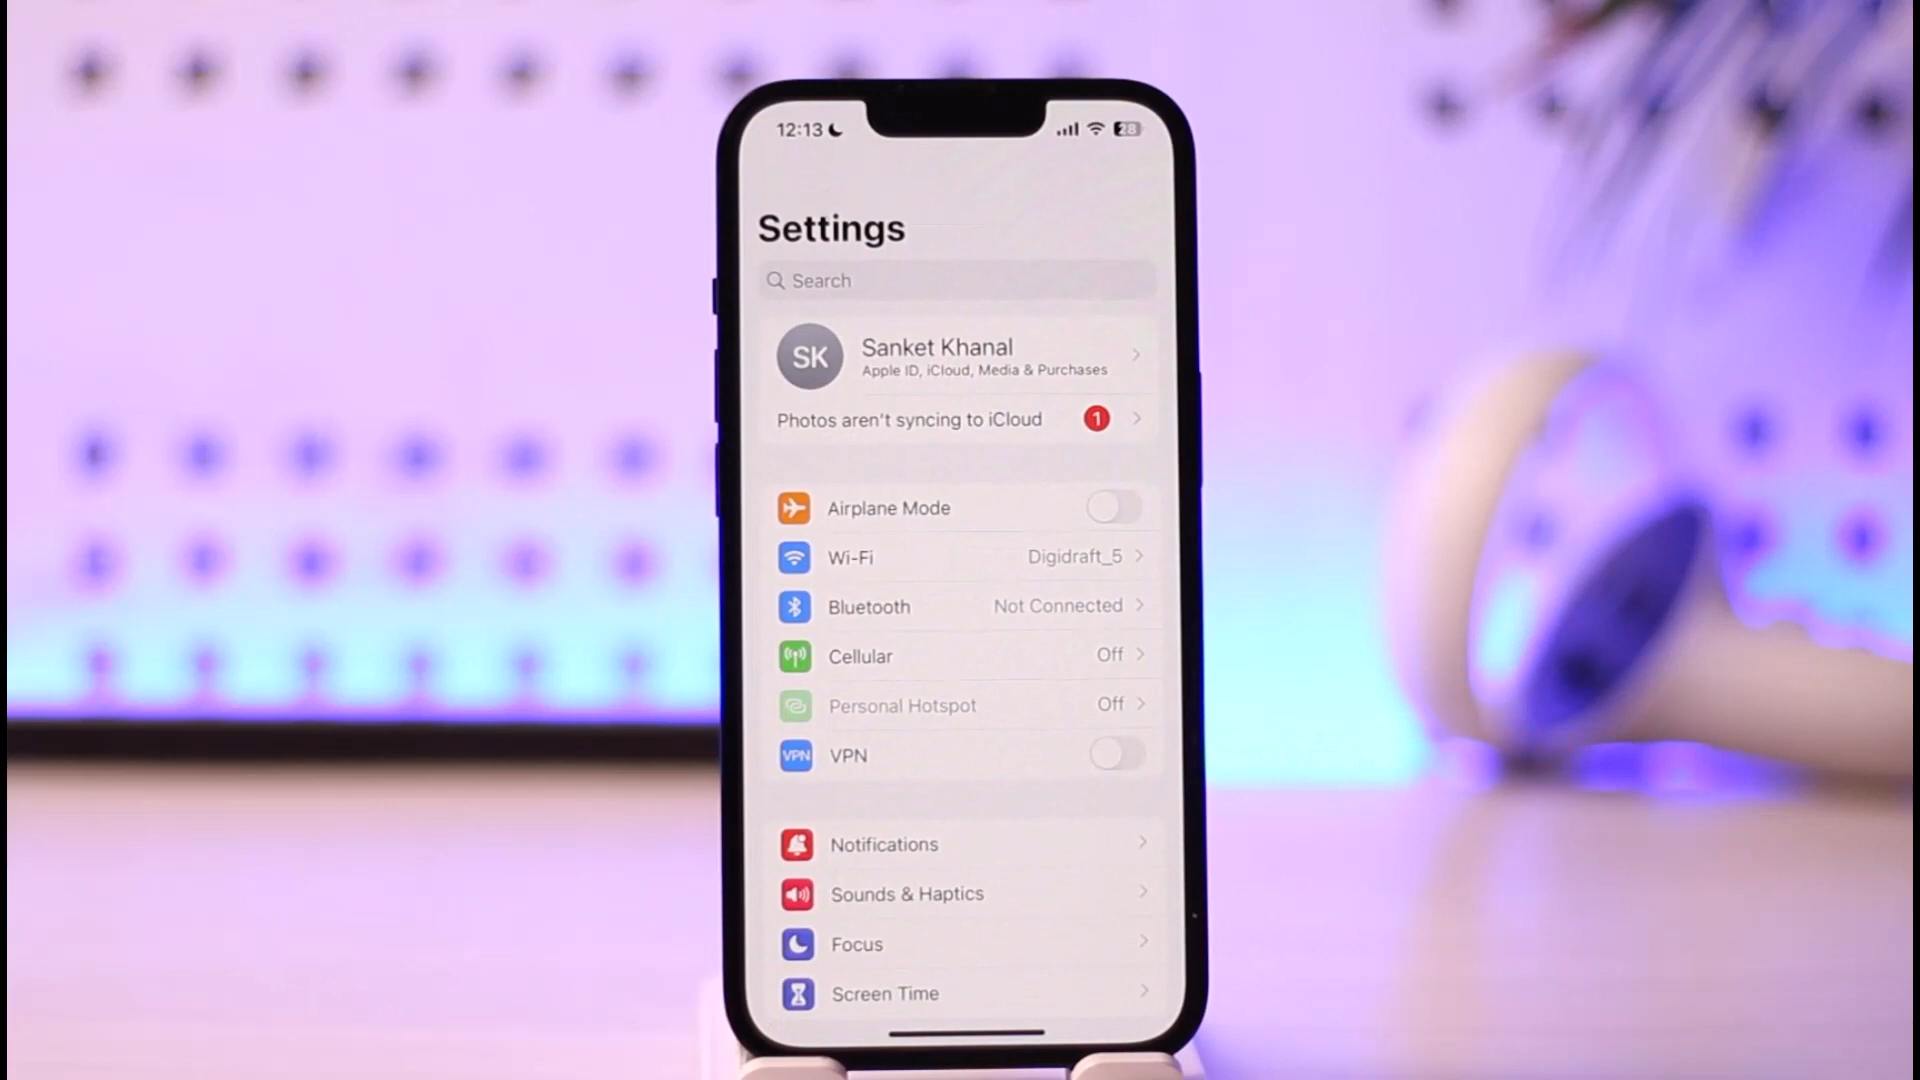 12:13
28
Settings
Search
SK
Sanket Khanal
Apple ID, iCloud, Media & Purchases
Photos aren't syncing to iCloud 1
Airplane Mode
Wi-Fi Digidraft_5
Bluetooth Not Connected
Cellular Off
Personal Hotspot Off
VPN VPN
Notifications
Sounds & Haptics
Focus
Screen Time